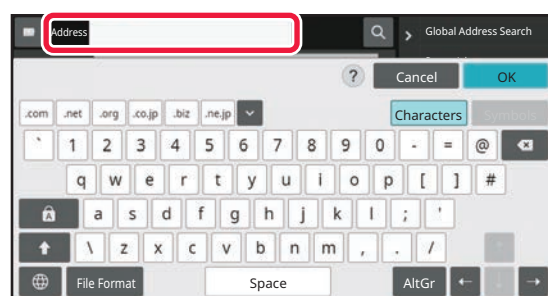 Address Global Address Search
? Cancel OK
.com .net .org .co.jp .biz .ne.jp Characters Symbols
` 1 2 3 4 5 6 7 8 9 0 - = @
q w e r t y u i o p [ ] #
A a s d f g h j k l ; '
\ z x c v b n m , . /
File Format Space AltGr